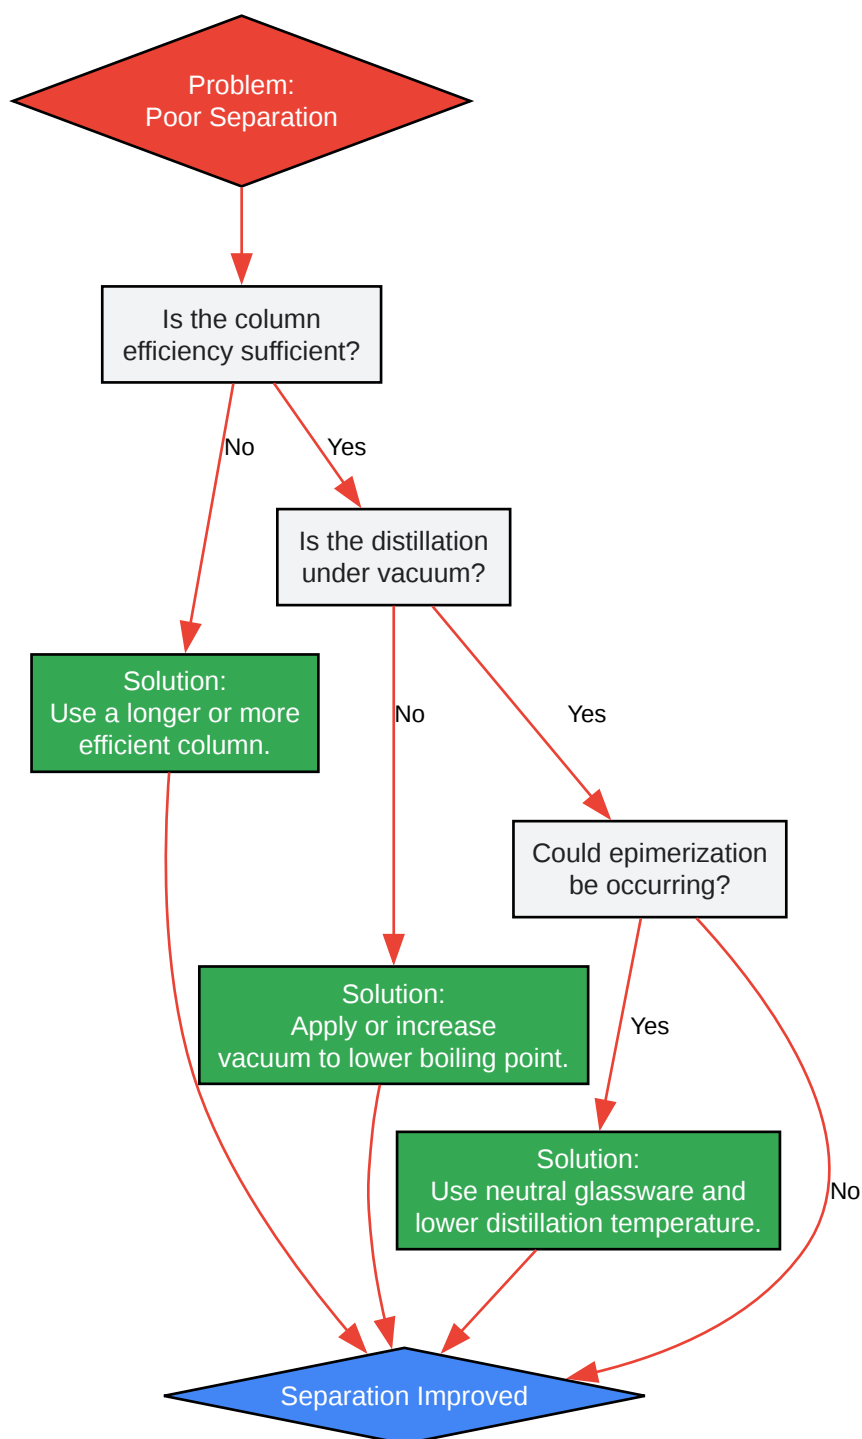 Problem:
Poor Separation
Is the column
efficiency sufficient?
No
Yes
Is the distillation
under vacuum?
Solution:
Use a longer or more
efficient column.
No
Yes
Could epimerization
be occurring?
Solution:
Apply or increase
vacuum to lower boiling point.
Yes
Solution:
Use neutral glassware and
lower distillation temperature.
No
Separation Improved